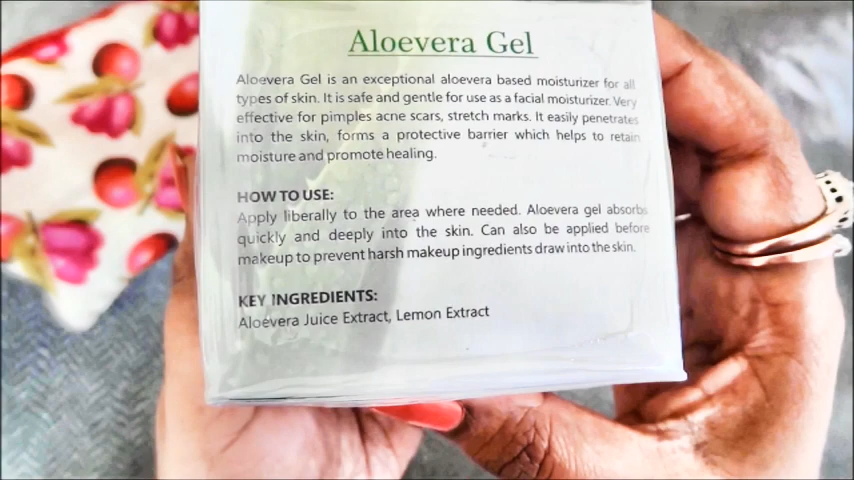 Aloevera Gel
Aloevera Gel is an exceptional aloevera based moisturizer for all
types of skin. It is safe and gentle for use as a facial moisturizer. Very
effective for pimples acne scars, stretch marks. It easily penetrates
into the skin, forms a protective barrier which helps to retain
moisture and promote healing.
HOW TO USE:
Apply liberally to the area where needed. Aloevera gel absorbs
quickly and deeply into the skin. Can also be applied before
makeup to prevent harsh makeup ingredients draw into the skin.
KEY INGREDIENTS:
Aloevera Juice Extract, Lemon Extract